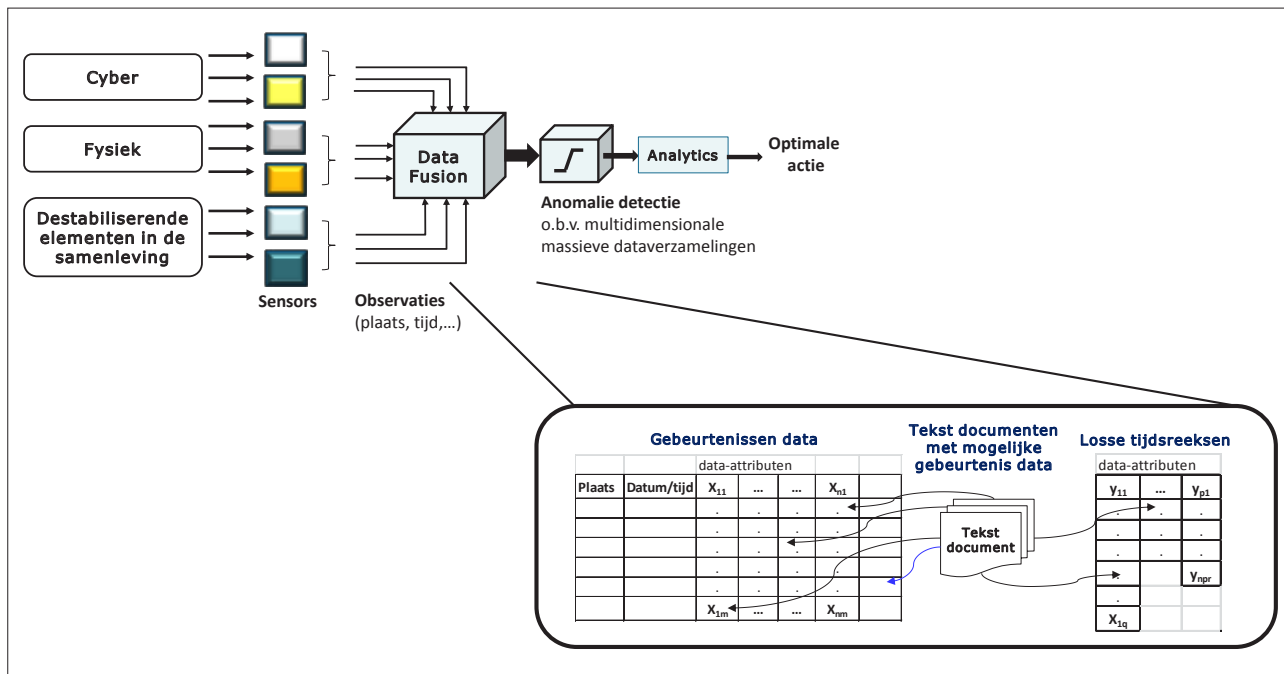 Cyber
Fysiek
Destabiliserende
elementen in de
samenleving
Sensors
Observaties
(plaats, tijd,...)
Data
Fusion
Anomalie detectie
o.b.v. multidimensionale
massieve dataverzamelingen
Analytics
Optimale
actie
Gebeurtenissen data
data-attributen
Plaats Datum/tijd X11 ... ... Xn1
. . . .
. . . .
. . . .
. . . .
. . . .
X1m ... ... Xnm
Tekst documenten
met mogelijke
gebeurtenis data
Tekst
document
Losse tijdsreeksen
data-attributen
y11 ... yp1
. . .
. . .
. . .
. ynpr
.
X1q